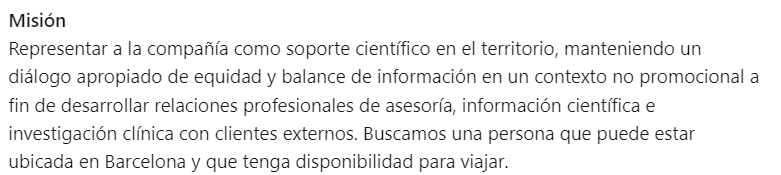 Misión
Representar a la compañía como soporte científico en el territorio, manteniendo un
diálogo apropiado de equidad y balance de información en un contexto no promocional a
fin de desarrollar relaciones profesionales de asesoría, información científica e
investigación clínica con clientes externos. Buscamos una persona que puede estar
ubicada en Barcelona y que tenga disponibilidad para viajar.